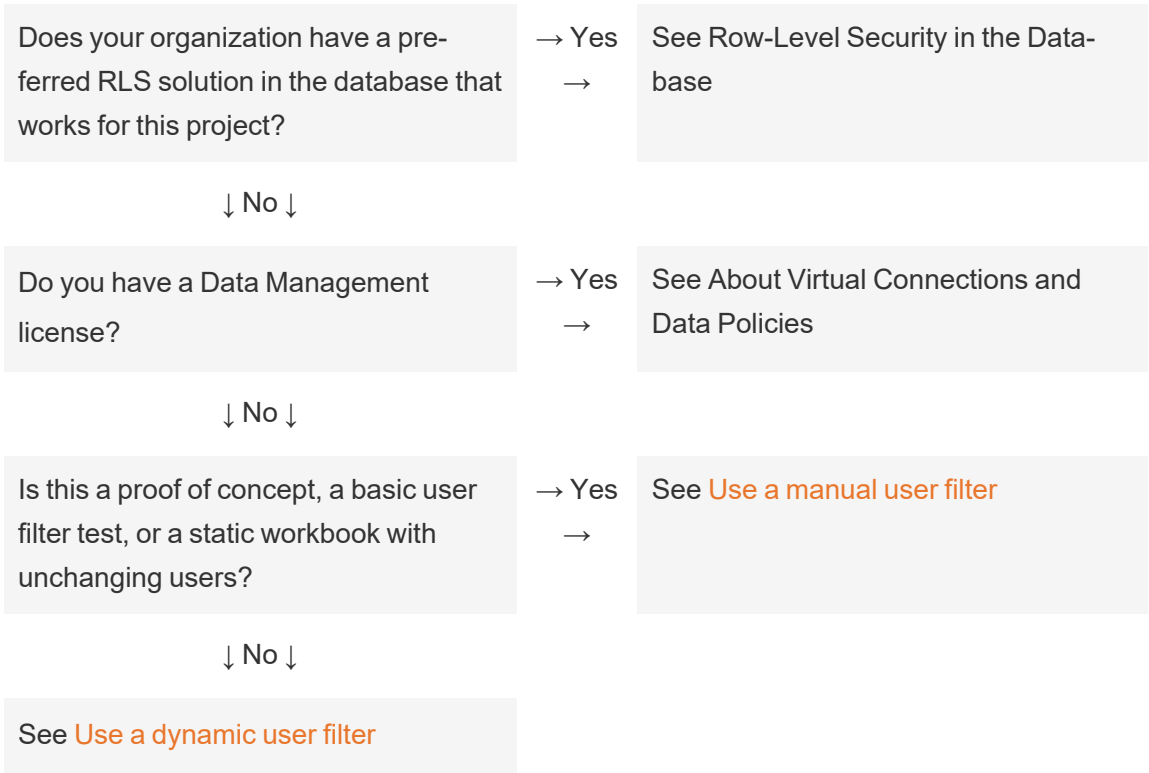 Does your organization have a pre-
ferred RLS solution in the database that
works for this project?
→ Yes
→
See Row-Level Security in the Data-
base
↓ No ↓
Do you have a Data Management
license?
→ Yes
→
See About Virtual Connections and
Data Policies
↓ No ↓
Is this a proof of concept, a basic user
filter test, or a static workbook with
unchanging users?
→ Yes
→
See Use a manual user filter
↓ No ↓
See Use a dynamic user filter